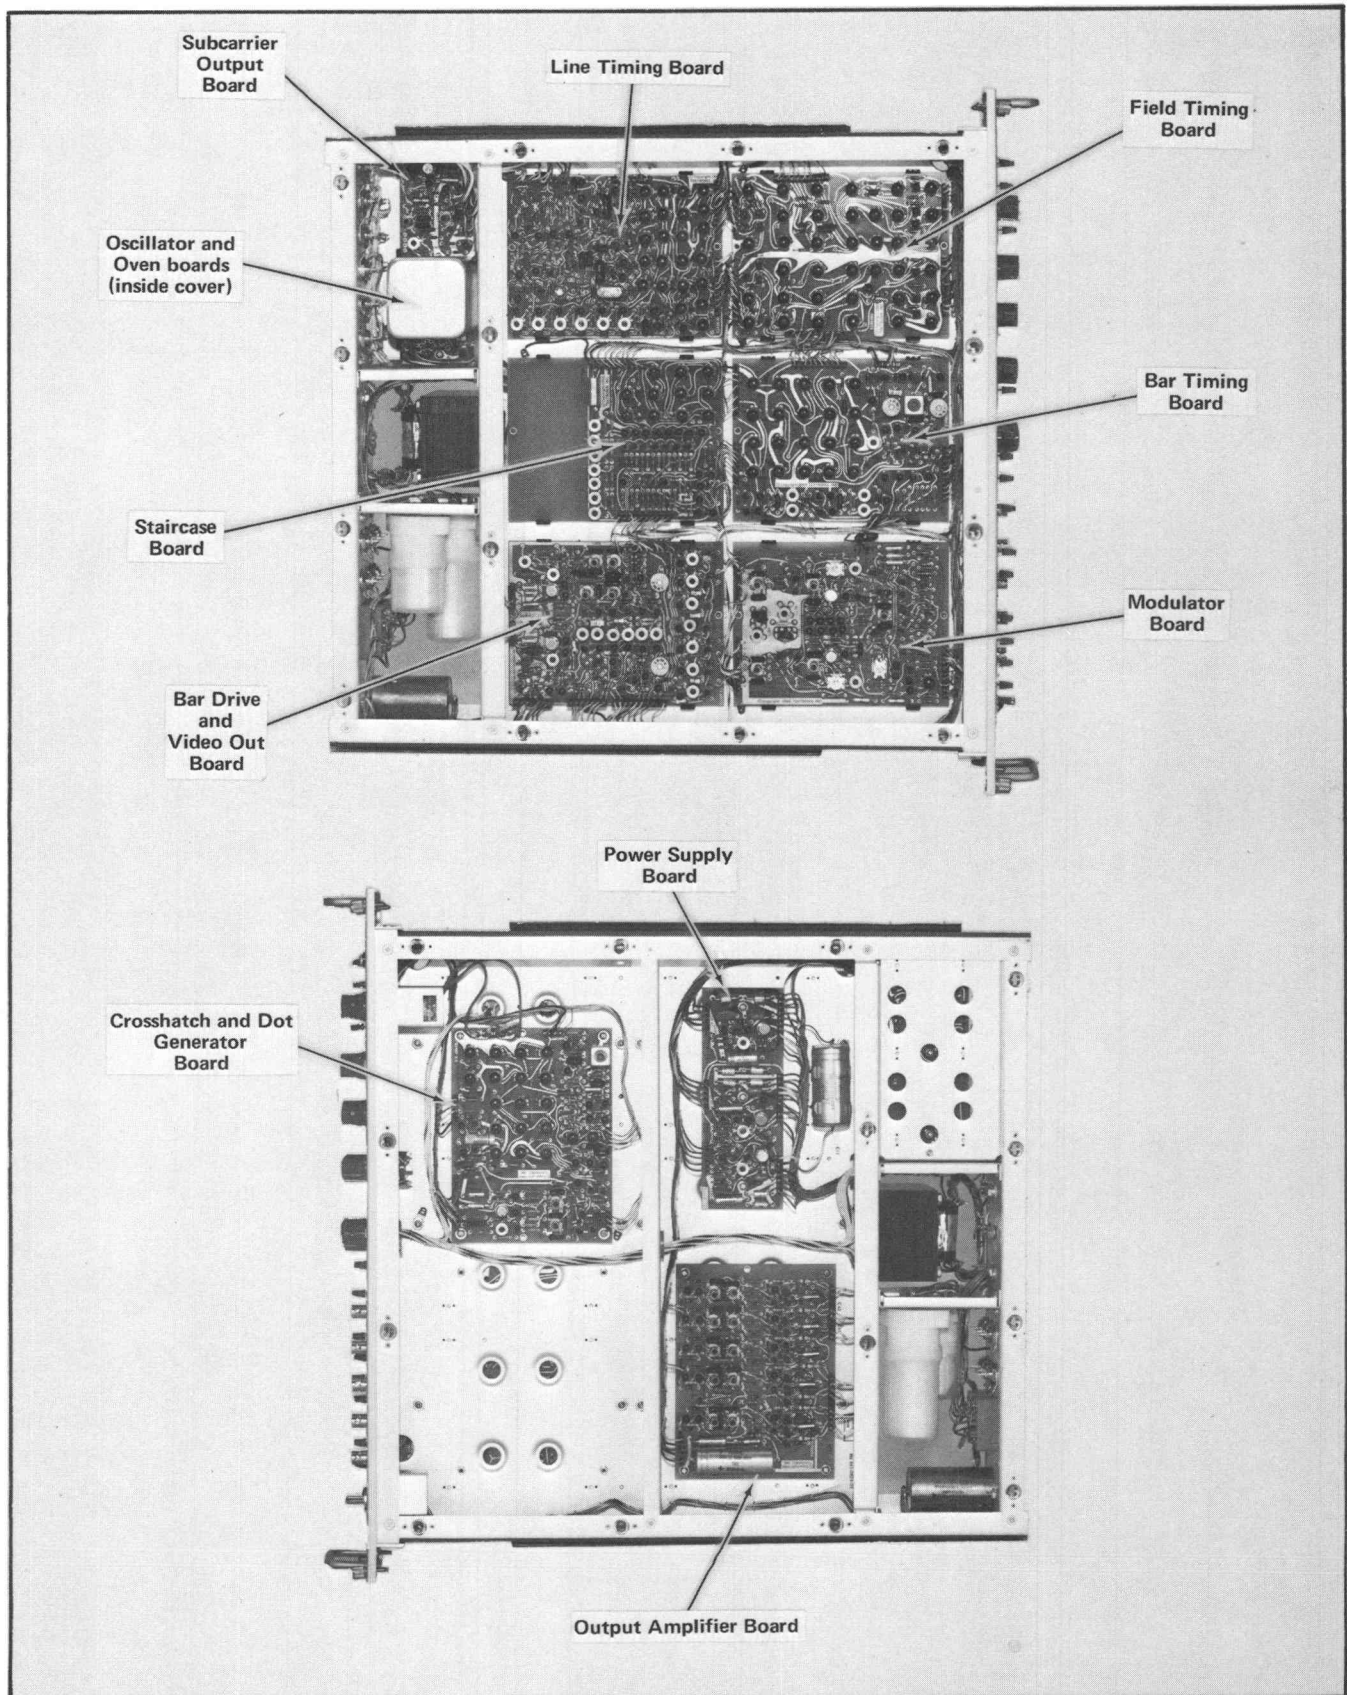 Subcarrier
Output
Board
Line Timing Board
Field Timing
Board
Oscillator and
Oven boards
(inside cover)
Bar Timing
Board
Staircase
Board
Modulator
Board
Bar Drive
and
Video Out
Board
Power Supply
Board
Crosshatch and Dot
Generator
Board
Output Amplifier Board